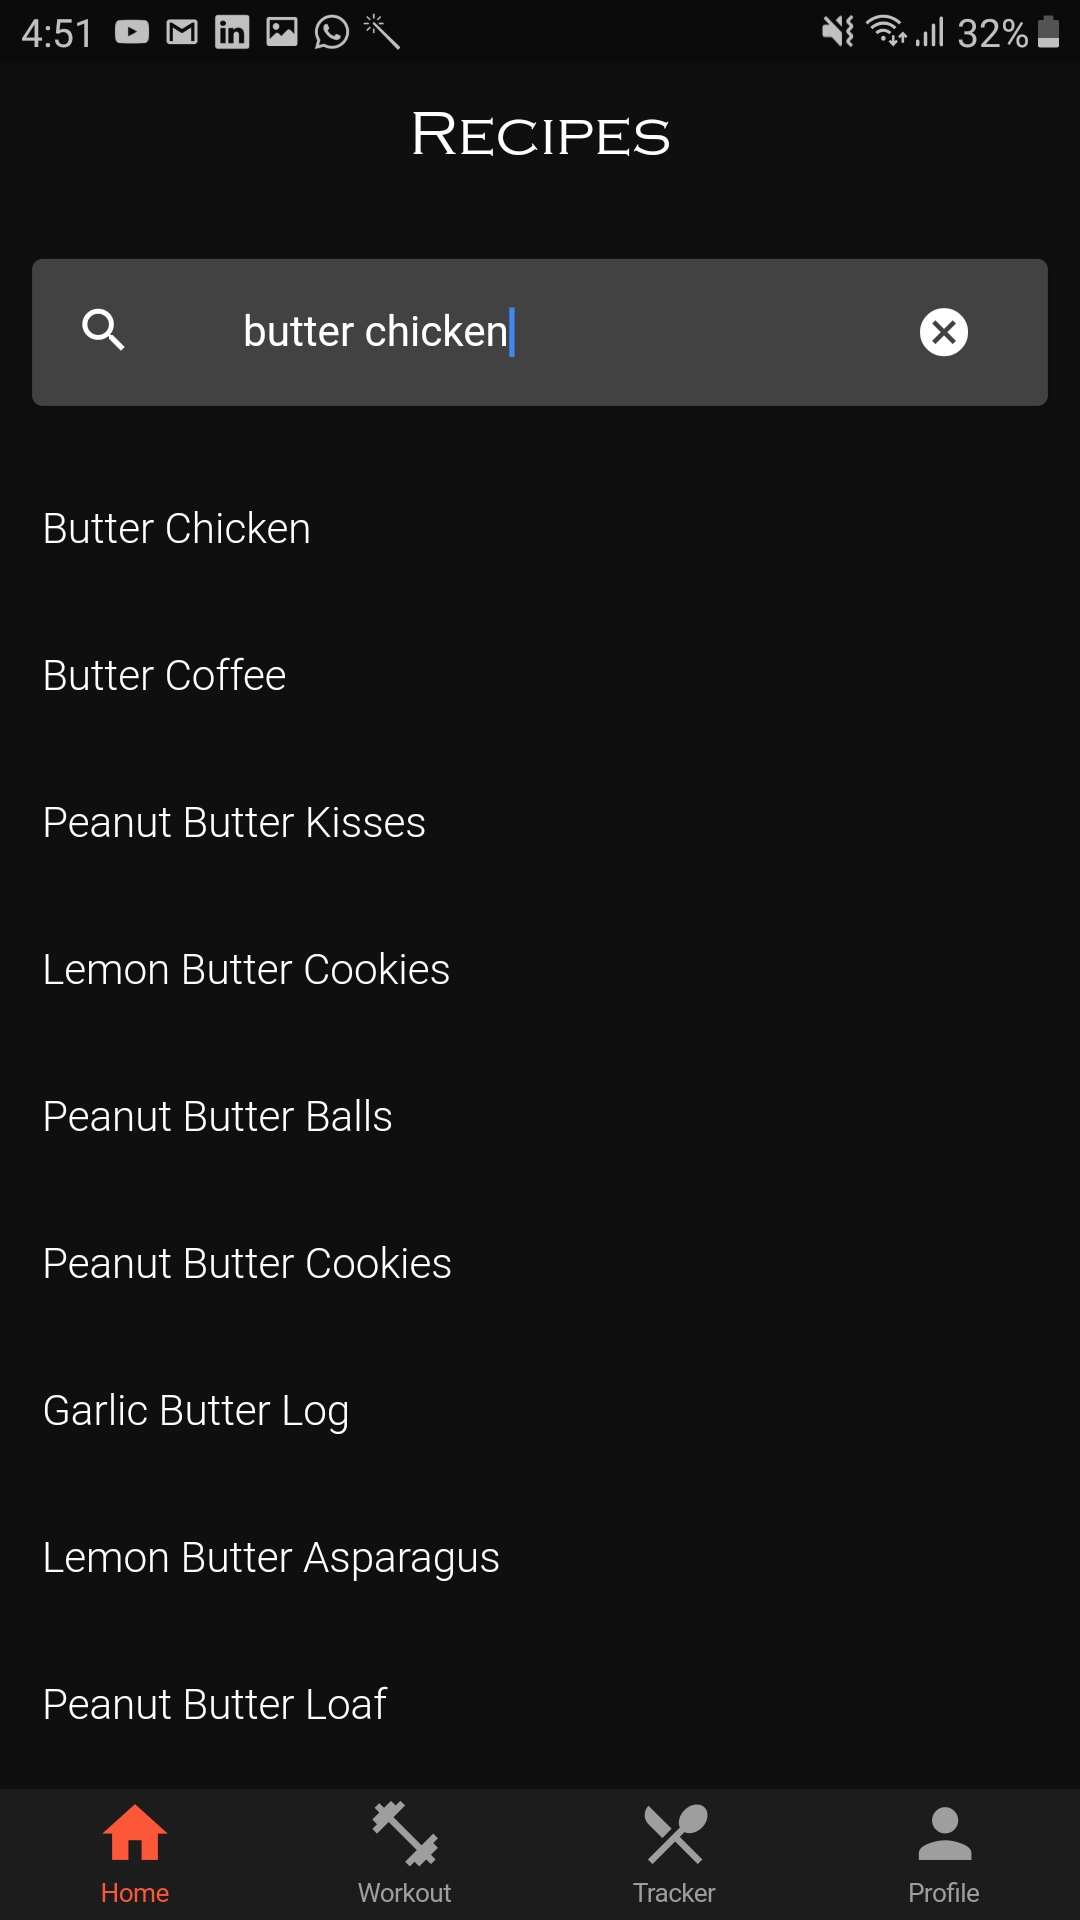 4:51 32%
Recipes
butter chicken
Butter Chicken
Butter Coffee
Peanut Butter Kisses
Lemon Butter Cookies
Peanut Butter Balls
Peanut Butter Cookies
Garlic Butter Log
Lemon Butter Asparagus
Peanut Butter Loaf
Home Workout Tracker Profile